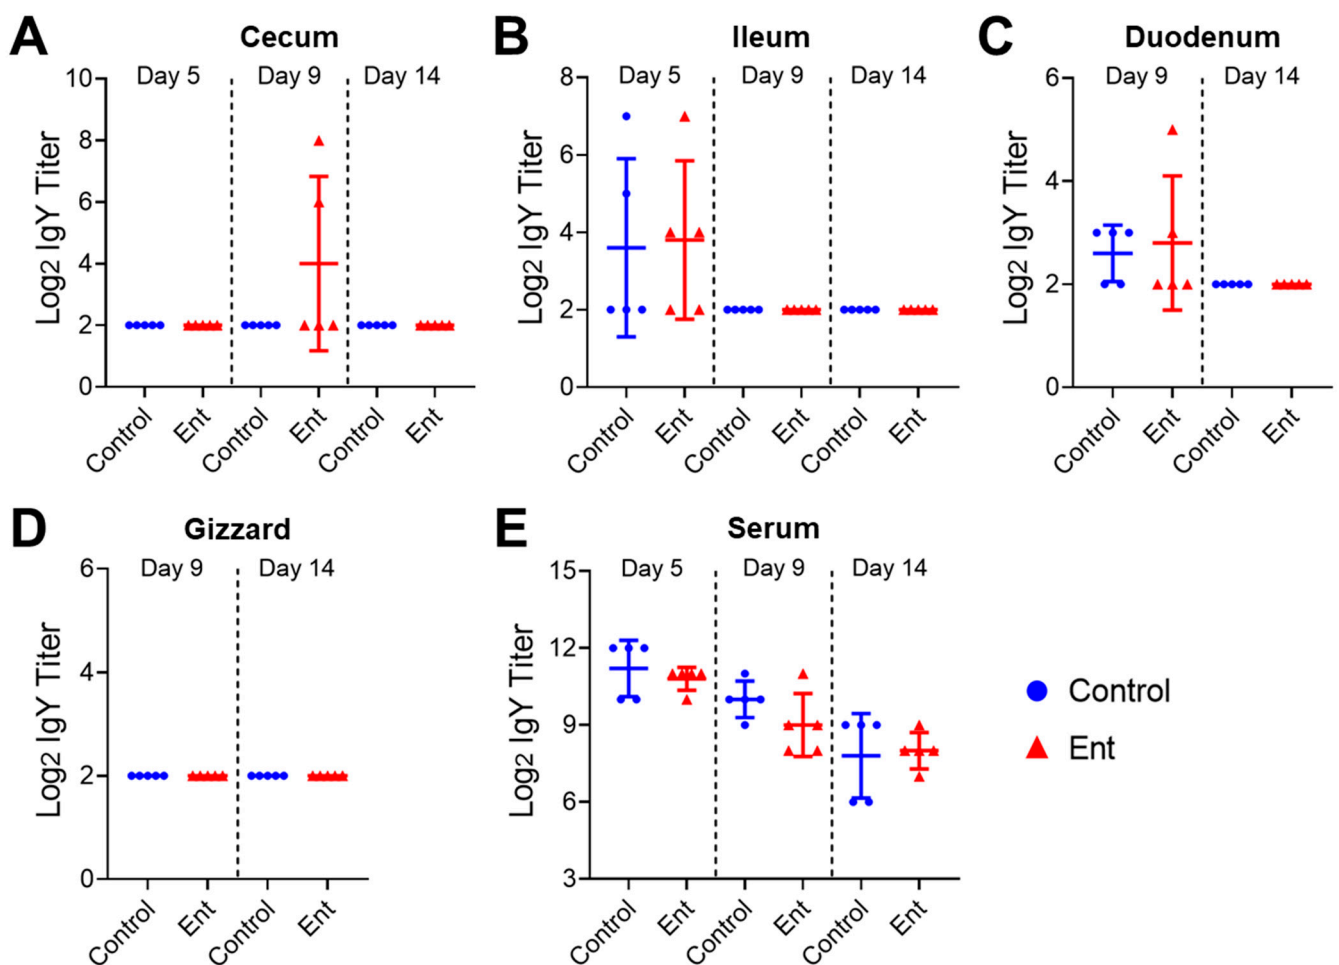 A
Cecum
Day 5
Day 9
Day 14
Log2 IgY Titer
10
8
6
4
2
0
Control
Ent
Control
Ent
Control
Ent
B
Ileum
Day 5
Day 9
Day 14
Log2 IgY Titer
8
6
4
2
0
Control
Ent
Control
Ent
Control
Ent
C
Duodenum
Day 9
Day 14
Log2 IgY Titer
6
4
2
0
Control
Ent
Control
Ent
D
Gizzard
Day 9
Day 14
Log2 IgY Titer
6
4
2
0
Control
Ent
Control
Ent
E
Serum
Day 5
Day 9
Day 14
Log2 IgY Titer
15
12
9
6
3
Control
Ent
Control
Ent
Control
Ent
Control
Ent